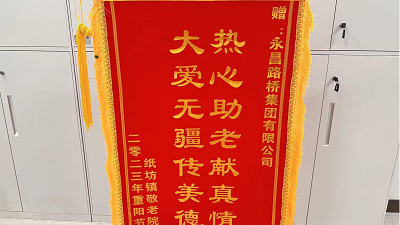 赠：永昌路桥集团有限公司
热心助老献真情
大爱无疆传美德
纸坊镇敬老院
二零二三年重阳节